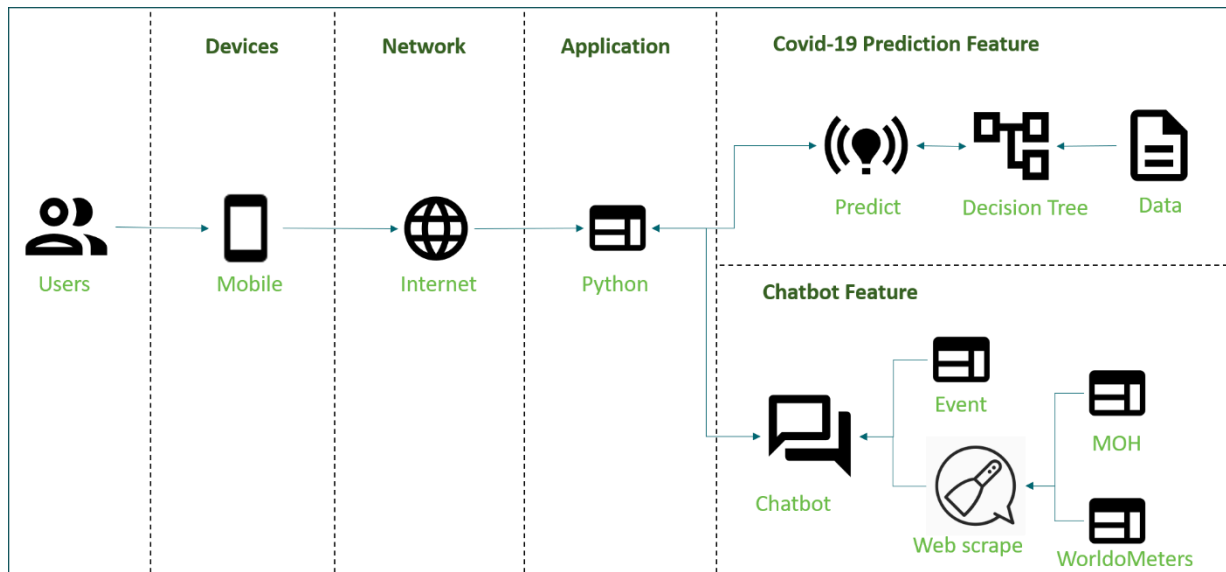 Devices
Network
Application
Covid-19 Prediction Feature
Users
Mobile
Internet
Python
Predict
Decision Tree
Data
Chatbot Feature
Event
MOH
Chatbot
Web scrape
WorldoMeters